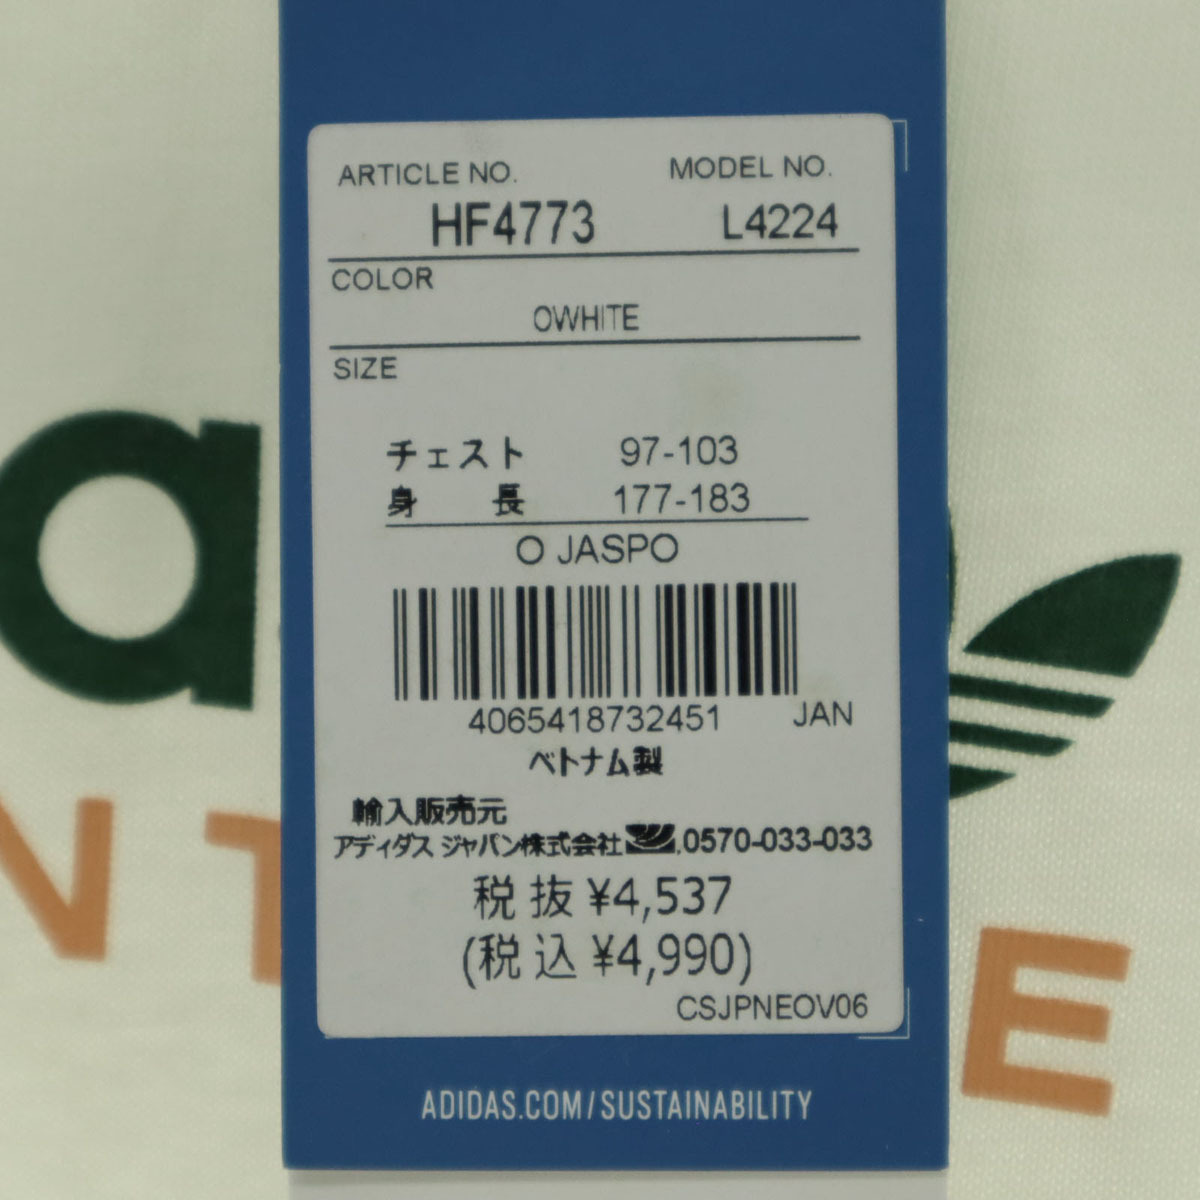 ARTICLE NO. MODEL NO.
HF4773 L4224
COLOR
OWHITE
SIZE
チェスト 97-103
身 長 177-183
O JASPO
4065418732451 JAN
ベトナム製
輸入販売元
アディダス ジャパン株式会社 .0570-033-033
税 抜 ¥4,537
(税 込 ¥4,990)
CSJPNEOV06
ADIDAS.COM/SUSTAINABILITY
a
NT E